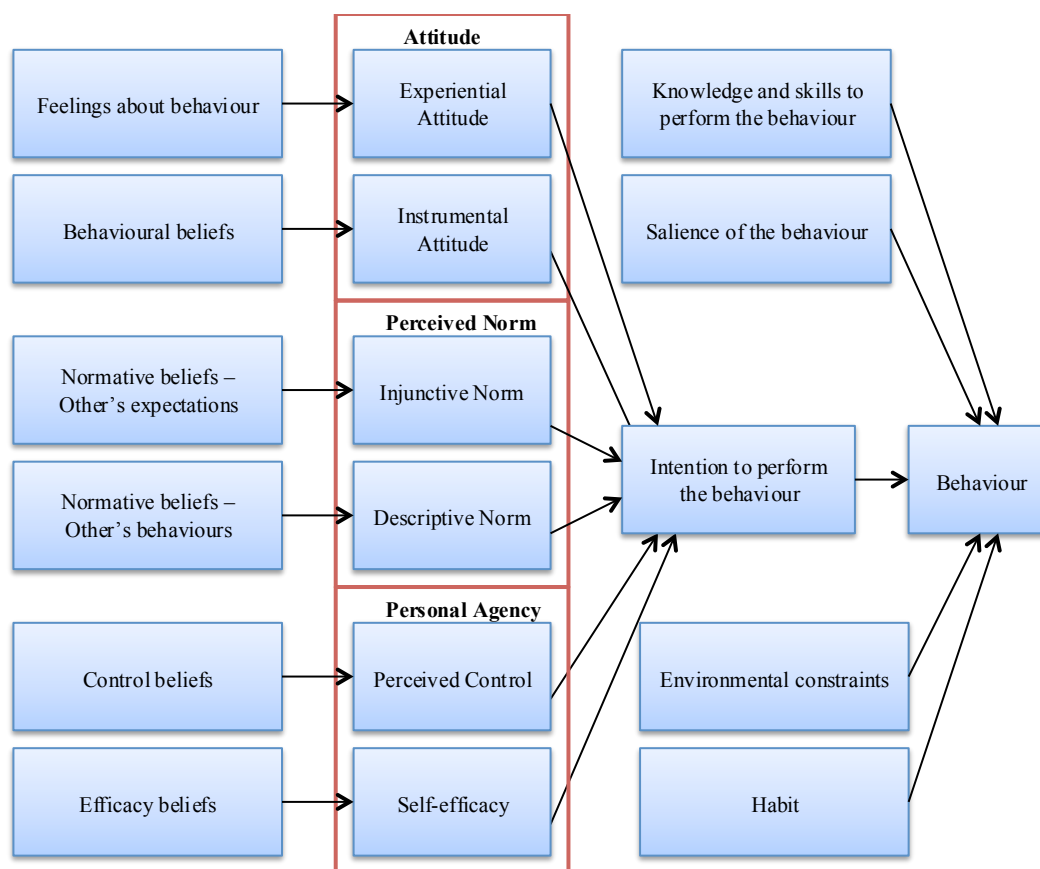 Attitude
Feelings about behaviour
Experiential
Attitude
Knowledge and skills to
perform the behaviour
Behavioural beliefs
Instrumental
Attitude
Salience of the behaviour
Perceived Norm
Normative beliefs –
Other’s expectations
Injunctive Norm
Normative beliefs –
Other’s behaviours
Descriptive Norm
Intention to perform
the behaviour
Behaviour
Personal Agency
Control beliefs
Perceived Control
Environmental constraints
Efficacy beliefs
Self-efficacy
Habit